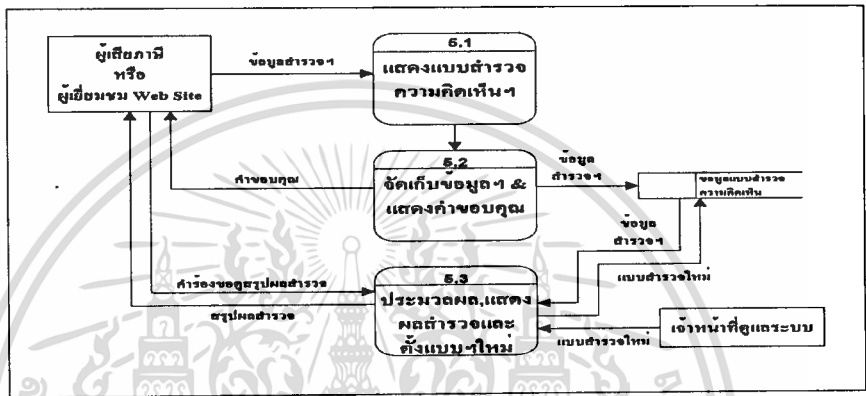 ผู้เสียภาษี
หรือ
ผู้เยี่ยมชม Web Site
ข้อมูลสำรวจฯ
5.1
แสดงแบบสำรวจ
ความคิดเห็นฯ
5.2
จัดเก็บข้อมูลฯ &
แสดงคำขอบคุณ
คำขอบคุณ
ข้อมูล
สำรวจฯ
ข้อมูลแบบสำรวจ
ความคิดเห็น
ข้อมูล
สำรวจฯ
แบบสำรวจใหม่
คำร้องขอดูสรุปผลสำรวจ
สรุปผลสำรวจ
5.3
ประมวลผล,แสดง
ผลสำรวจและ
ตั้งแบบฯใหม่
แบบสำรวจใหม่
เจ้าหน้าที่ดูแลระบบ